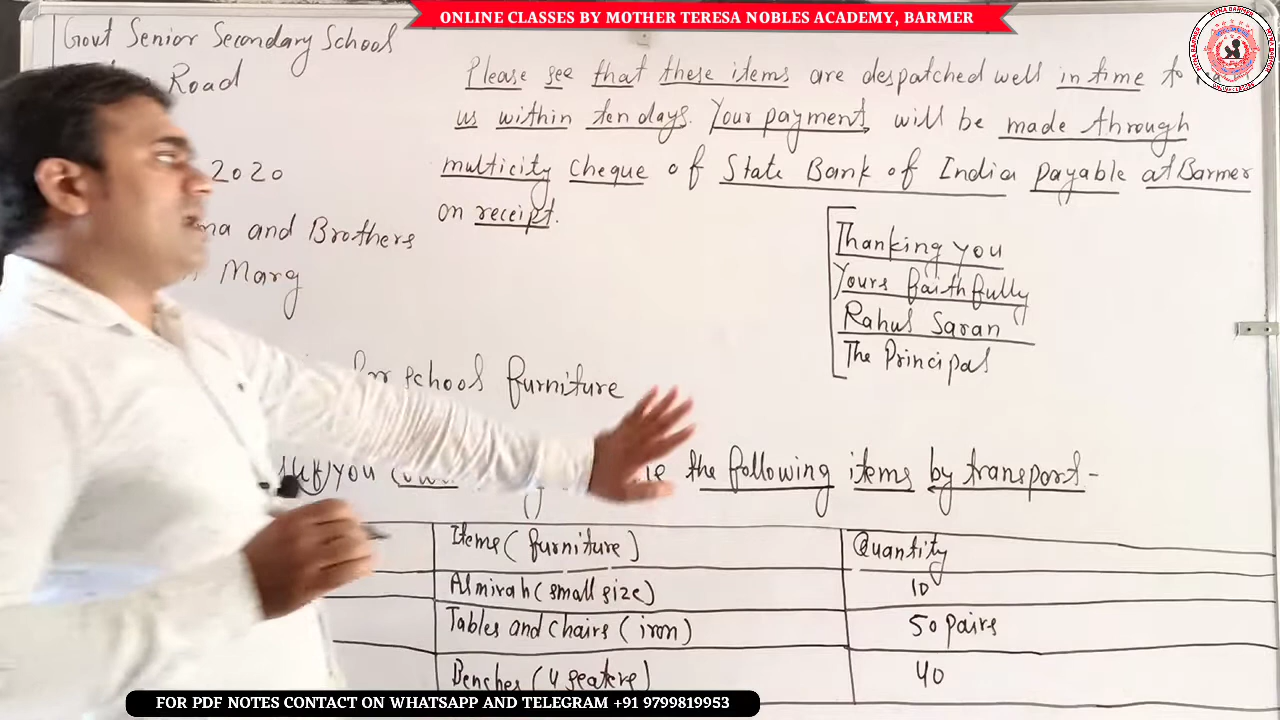 ONLINE CLASSES BY MOTHER TERESA NOBLES ACADEMY, BARMER
Govt Senior Secondary School
Road
2020
and Brothers
Marg
for school furniture
Please see that these items are despatched well in time to
us within ten days. Your payment will be made through
multicity cheque of State Bank of India payable at Barmer
on receipt.
Thanking you
Yours faithfully
Rahul Saran
The Principal
you the following items by transport-
Items (furniture) Quantity
Almirah (small size) 10
Tables and chairs (iron) 50 pairs
Benches (4 seaters) 40
FOR PDF NOTES CONTACT ON WHATSAPP AND TELEGRAM +91 9799819953